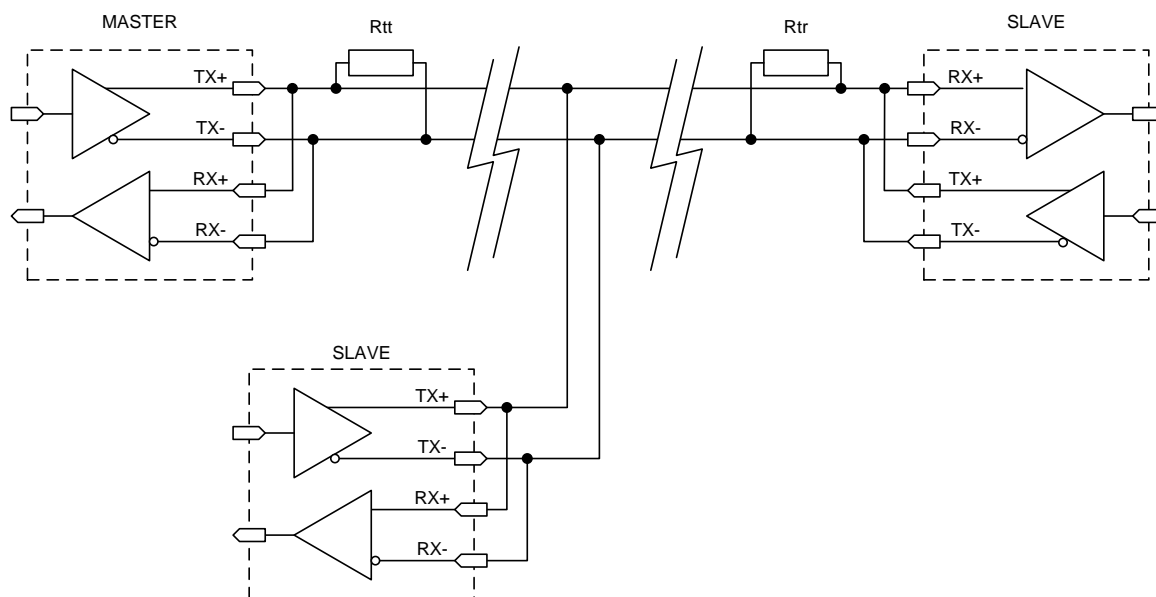 MASTER
Rtt
Rtr
SLAVE
TX+
TX-
RX+
RX-
RX+
RX-
TX+
TX-
SLAVE
TX+
TX-
RX+
RX-